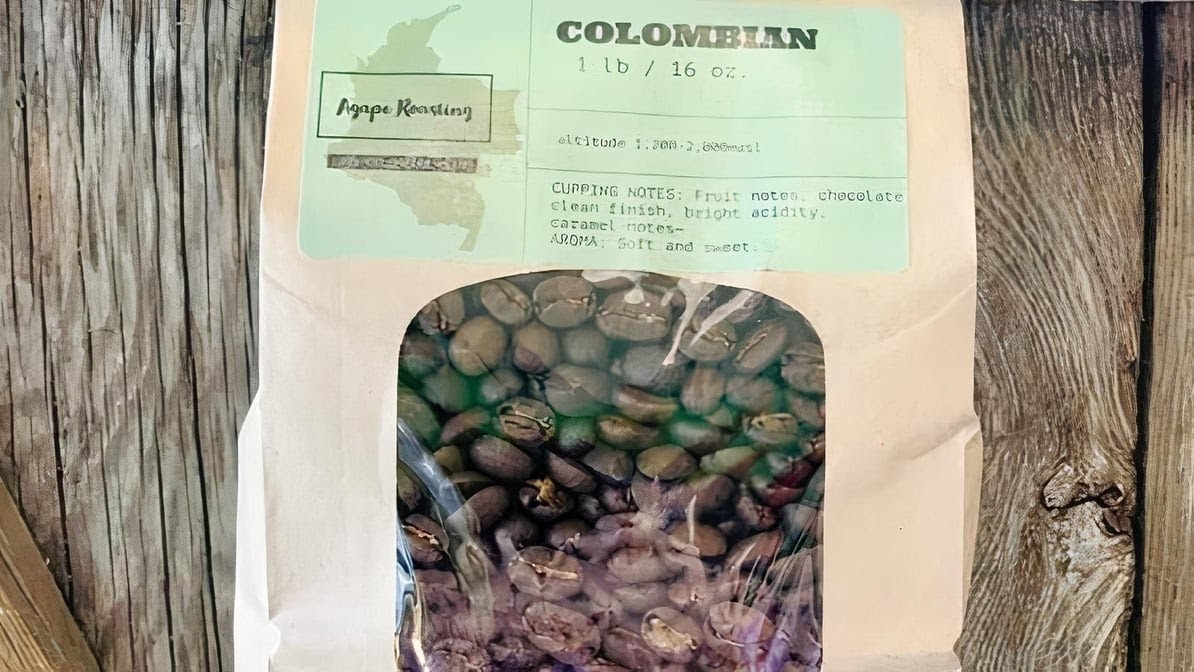 Agape Roasting
COLOMBIAN
1 lb / 16 oz.
altitude
CUPPING NOTES: Fruit notes, chocolate
clean finish, bright acidity.
caramel notes-
AROMA: Soft and sweet.